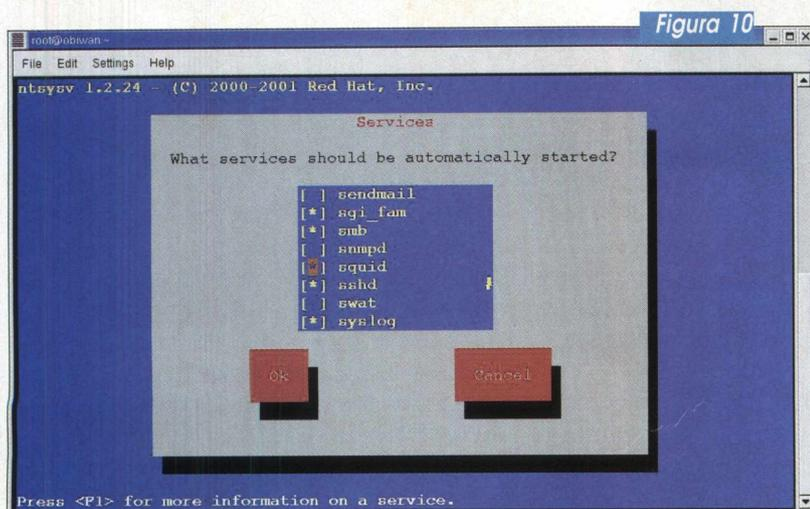 Figura 10
root@obiwan ~
File Edit Settings Help
ntsysv 1.2.24 - (C) 2000-2001 Red Hat, Inc.
Services
What services should be automatically started?
[ ] sendmail
[*] sgi_fam
[*] smb
[ ] snmpd
[*] squid
[*] sshd
[ ] swat
[*] syslog
Ok
Cancel
Press <F1> for more information on a service.